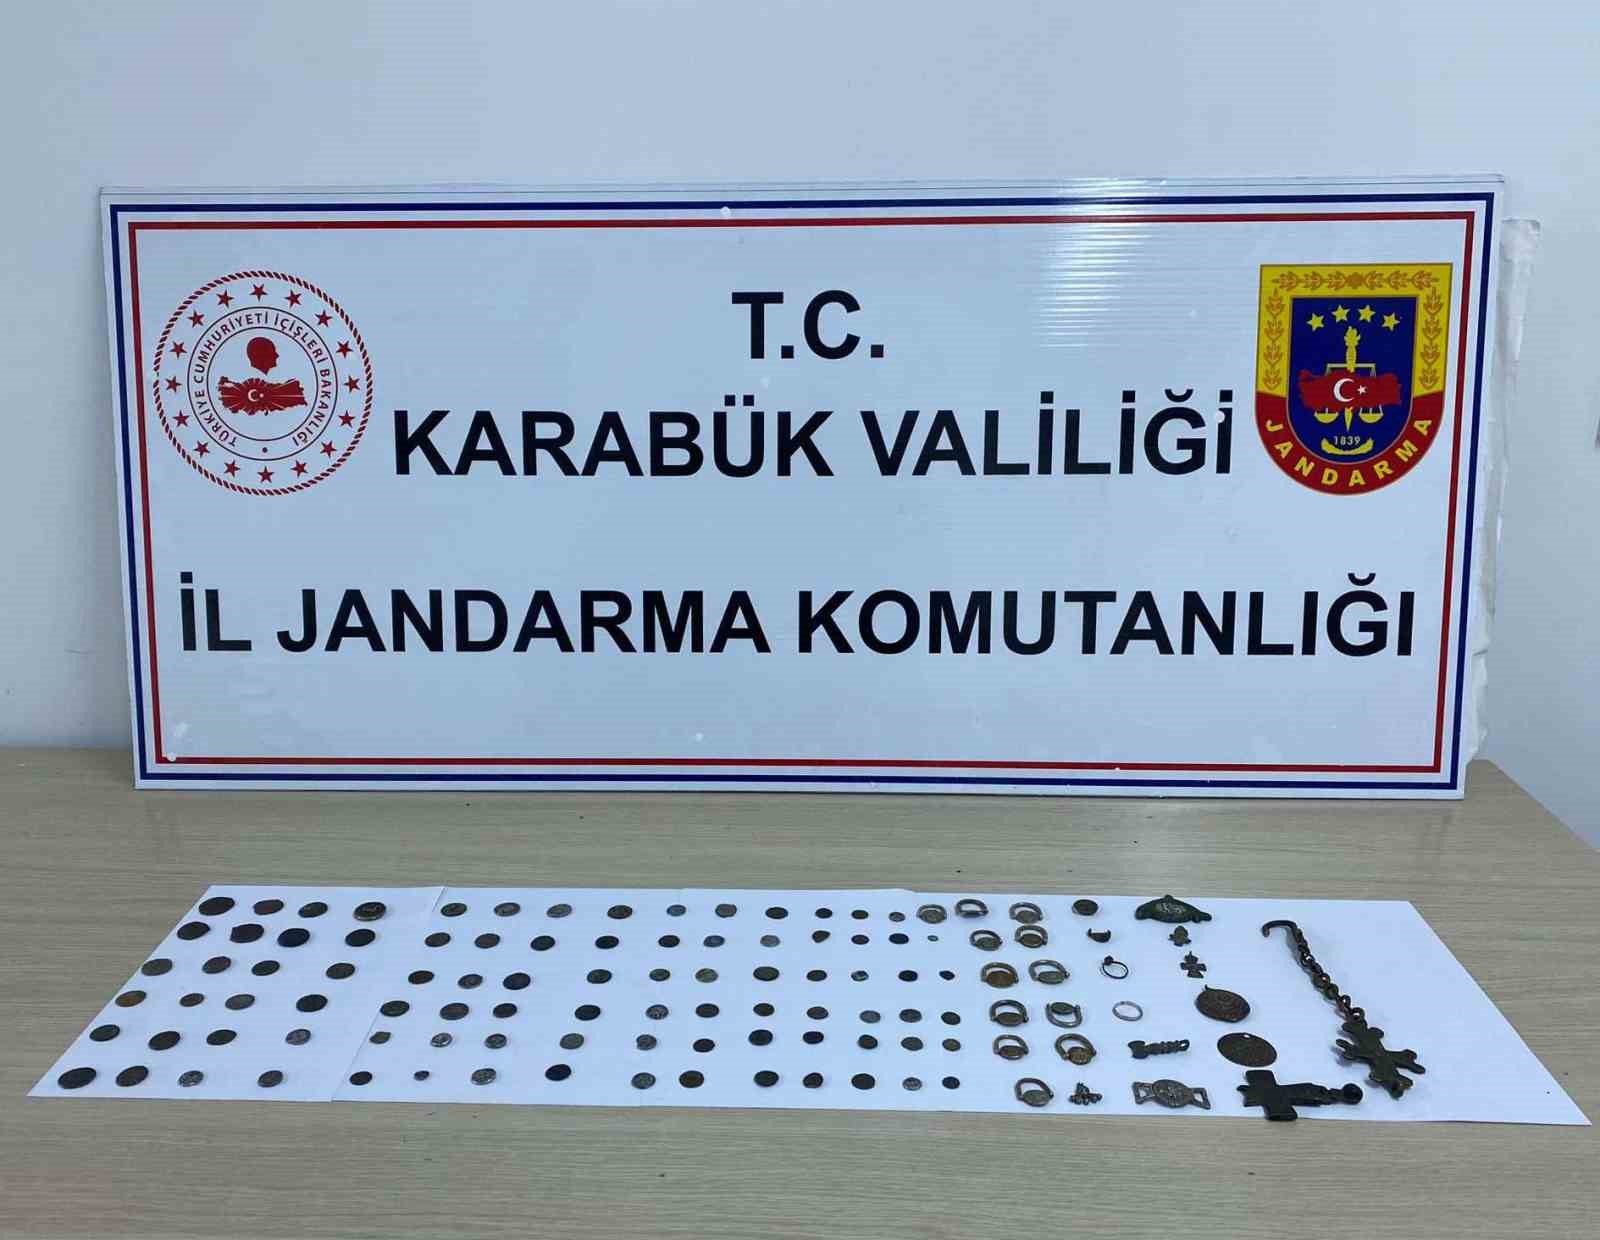 T.C.
KARABÜK VALİLİĞİ
İL JANDARMA KOMUTANLIĞI
TÜRKİYE CUMHURİYETİ İÇİŞLERİ BAKANLIĞI
1839
JANDARMA